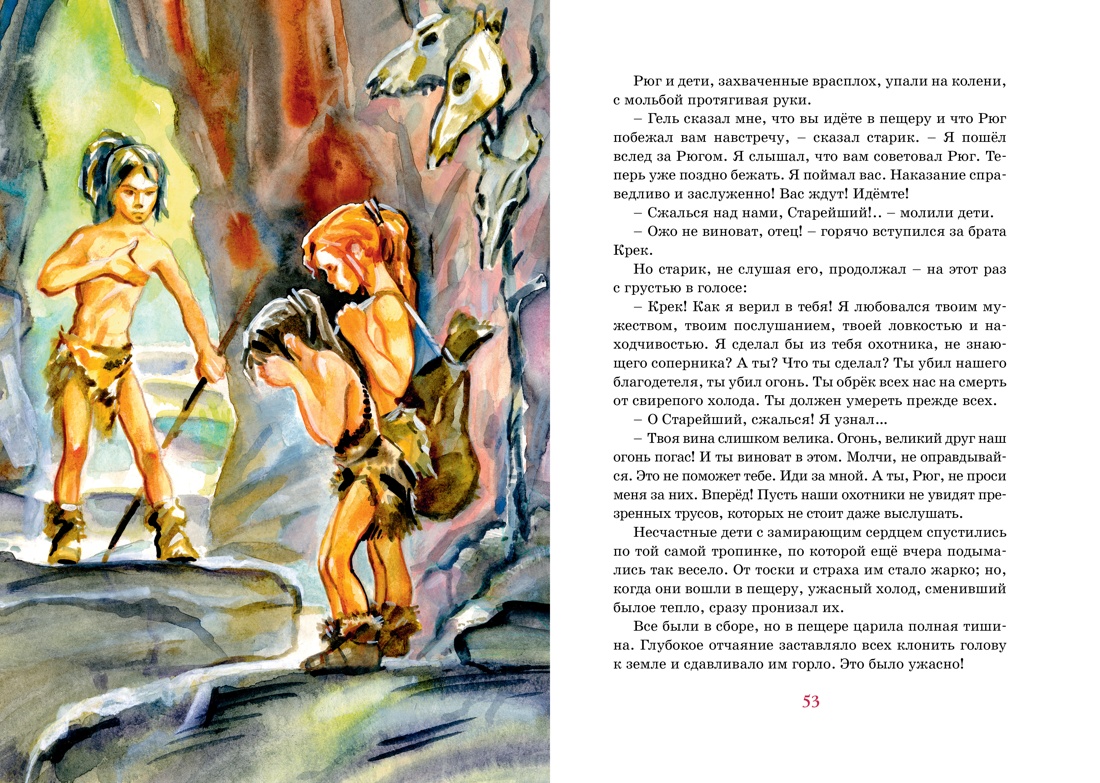 Рюг и дети, захваченные врасплох, упали на колени,
с мольбой протягивая руки.
– Гель сказал мне, что вы идёте в пещеру и что Рюг
побежал вам навстречу, – сказал старик. – Я пошёл
вслед за Рюгом. Я слышал, что вам советовал Рюг. Те-
перь уже поздно бежать. Я поймал вас. Наказание спра-
ведливо и заслуженно! Вас ждут! Идёмте!
– Сжалься над нами, Старейший!.. – молили дети.
– Ожо не виноват, отец! – горячо вступился за брата
Крек.
Но старик, не слушая его, продолжал – на этот раз
с грустью в голосе:
– Крек! Как я верил в тебя! Я любовался твоим му-
жеством, твоим послушанием, твоей ловкостью и на-
ходчивостью. Я сделал бы из тебя охотника, не знаю-
щего соперника? А ты? Что ты сделал? Ты убил нашего
благодетеля, ты убил огонь. Ты обрёк всех нас на смерть
от свирепого холода. Ты должен умереть прежде всех.
– О Старейший, сжалься! Я узнал...
– Твоя вина слишком велика. Огонь, великий друг наш
огонь погас! И ты виноват в этом. Молчи, не оправдывай-
ся. Это не поможет тебе. Иди за мной. А ты, Рюг, не проси
меня за них. Вперёд! Пусть наши охотники не увидят пре-
зренных трусов, которых не стоит даже выслушать.
Несчастные дети с замирающим сердцем спустились
по той самой тропинке, по которой ещё вчера подыма-
лись так весело. От тоски и страха им стало жарко; но,
когда они вошли в пещеру, ужасный холод, сменивший
былое тепло, сразу пронизал их.
Все были в сборе, но в пещере царила полная тиши-
на. Глубокое отчаяние заставляло всех клонить голову
к земле и сдавливало им горло. Это было ужасно!
53